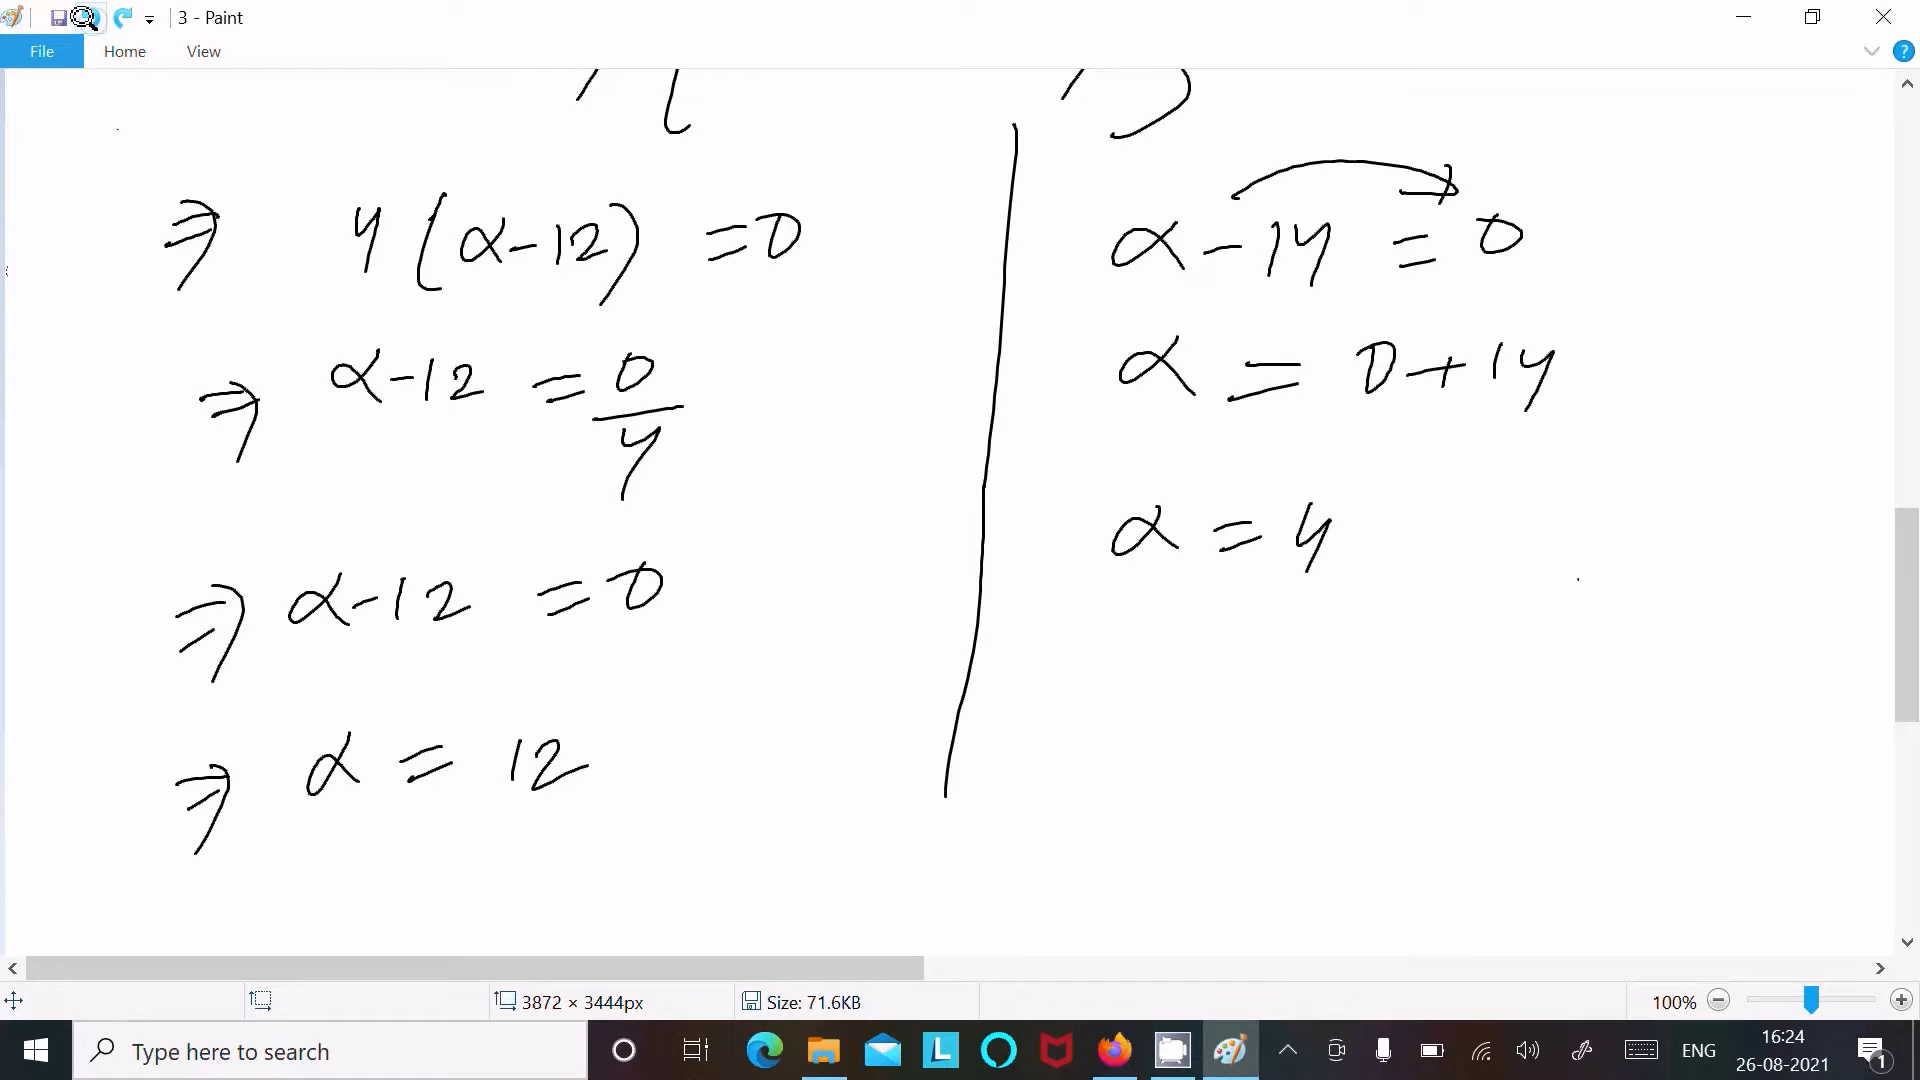 3 - Paint
File Home View
⇒ 4 (α-12) =0
⇒ α-12 = 0/4
⇒ α-12 =0
⇒ α = 12
α-14 = 0
α = 0+14
α = 4
3872 × 3444px
Size: 71.6KB
100%
Type here to search
ENG
16:24
26-08-2021
1